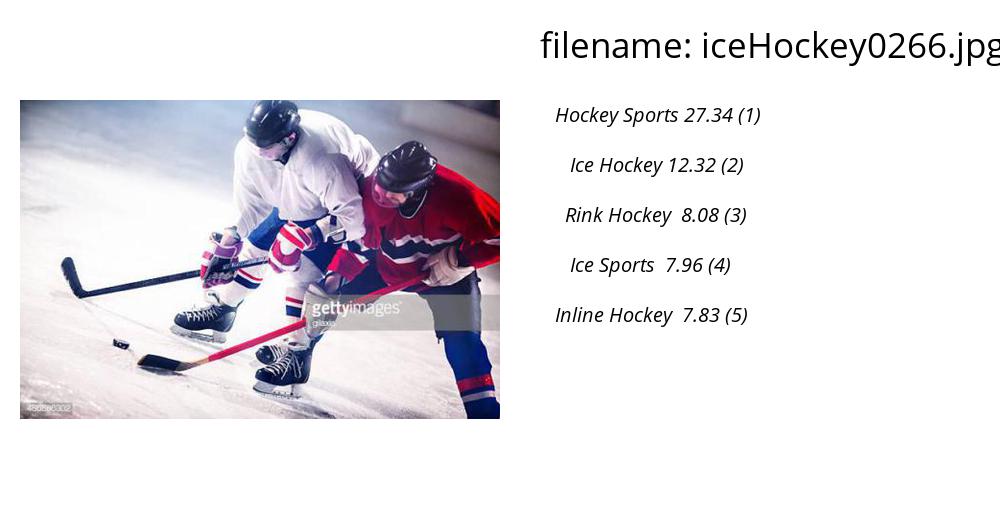 filename: iceHockey0266.jpg
Hockey Sports 27.34 (1)
Ice Hockey 12.32 (2)
Rink Hockey 8.08 (3)
Ice Sports 7.96 (4)
Inline Hockey 7.83 (5)
gettyimages®
gilaxia